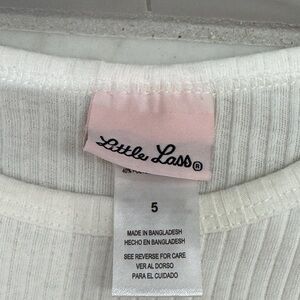 Little Lass®
5
MADE IN BANGLADESH
HECHO EN BANGLADESH
SEE REVERSE FOR CARE
VER AL DORSO
PARA EL CUIDADO